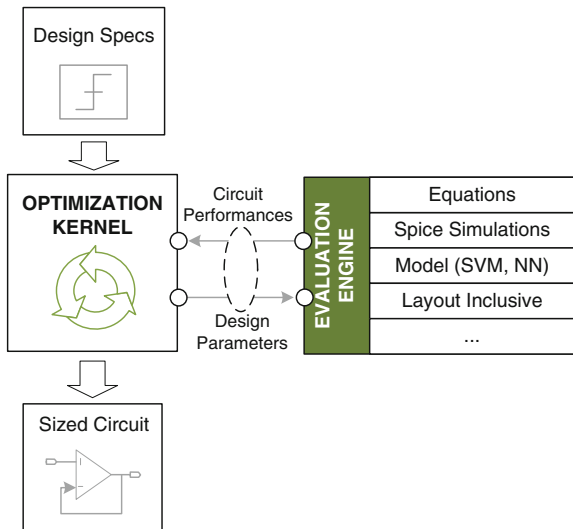 Design Specs
OPTIMIZATION
KERNEL
Circuit
Performances
Design
Parameters
EVALUATION
ENGINE
Equations
Spice Simulations
Model (SVM, NN)
Layout Inclusive
...
Sized Circuit